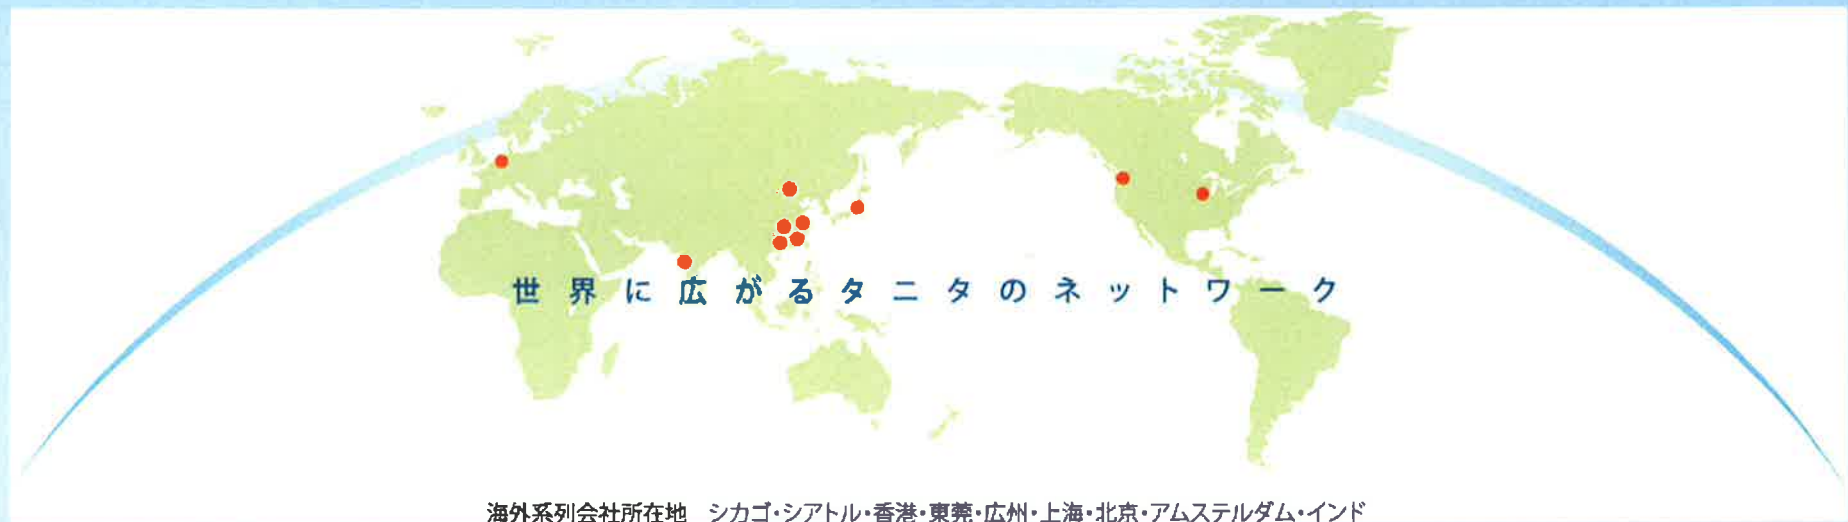 世界に広がるタニタのネットワーク
海外系列会社所在地 シカゴ・シアトル・香港・東莞・広州・上海・北京・アムステルダム・インド